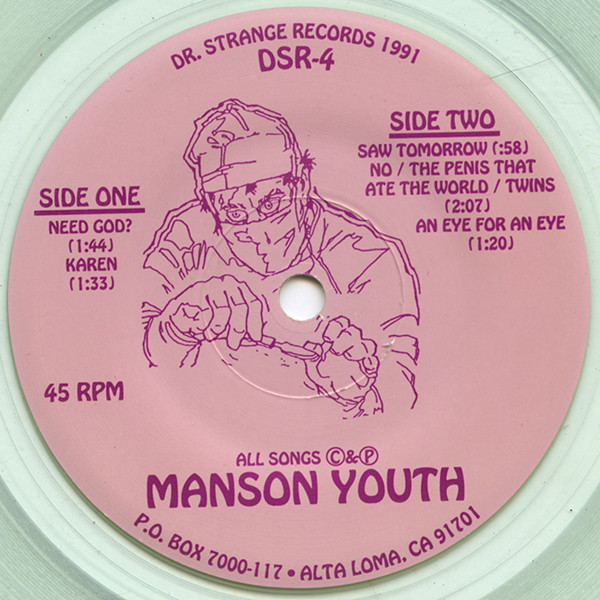 DR. STRANGE RECORDS 1991
DSR-4
SIDE ONE
NEED GOD?
(1:44)
KAREN
(1:33)
SIDE TWO
SAW TOMORROW (:58)
NO / THE PENIS THAT
ATE THE WORLD / TWINS
(2:07)
AN EYE FOR AN EYE
(1:20)
45 RPM
ALL SONGS Ⓒ&Ⓟ
MANSON YOUTH
P.O. BOX 7000-117 • ALTA LOMA, CA 91701